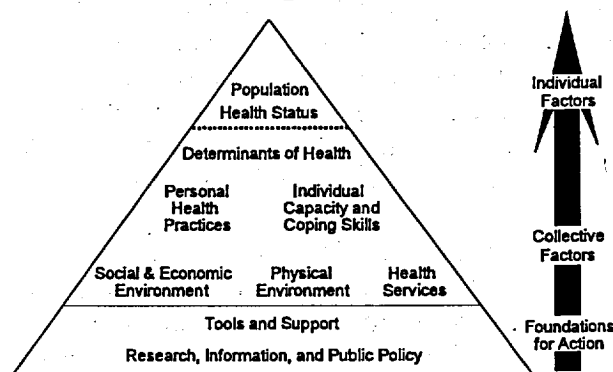 Population
Health Status
Determinants of Health
Personal
Health
Practices
Individual
Capacity and
Coping Skills
Social & Economic
Environment
Physical
Environment
Health
Services
Tools and Support
Research, Information, and Public Policy
Individual
Factors
Collective
Factors
Foundations
for Action